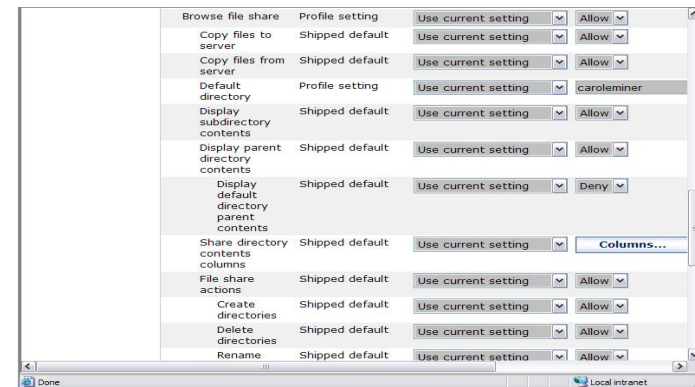 Browse file share Profile setting Use current setting Allow
Copy files to server Shipped default Use current setting Allow
Copy files from server Shipped default Use current setting Allow
Default directory Profile setting Use current setting caroleminer
Display subdirectory contents Shipped default Use current setting Allow
Display parent directory contents Shipped default Use current setting Allow
Display default directory parent contents Shipped default Use current setting Deny
Share directory contents columns Shipped default Use current setting Columns...
File share actions Shipped default Use current setting Allow
Create directories Shipped default Use current setting Allow
Delete directories Shipped default Use current setting Allow
Rename Shipped default Use current setting Allow
Done Local intranet